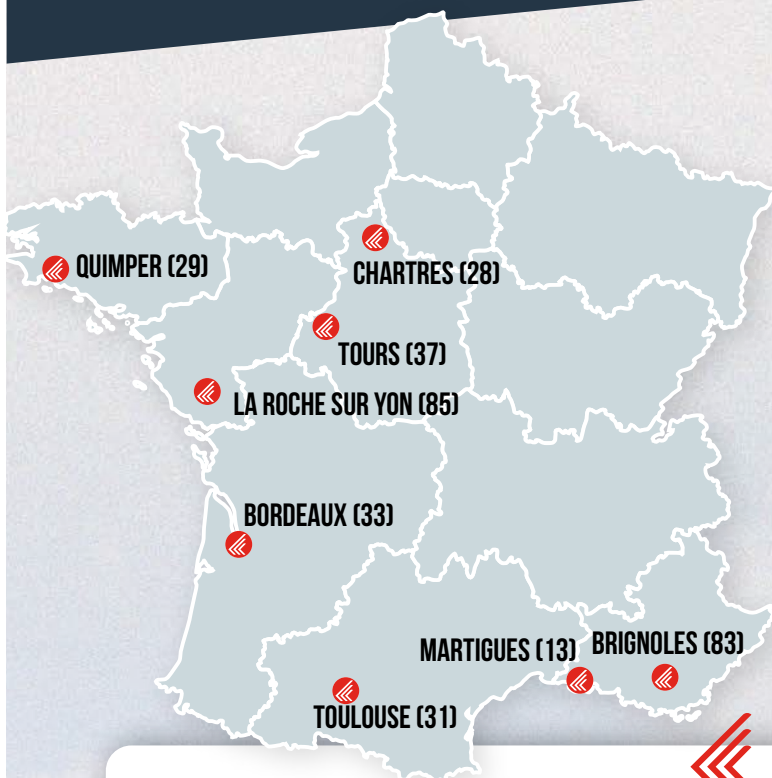 QUIMPER (29)
CHARTRES (28)
TOURS (37)
LA ROCHE SUR YON (85)
BORDEAUX (33)
MARTIGUES (13)
BRIGNOLES (83)
TOULOUSE (31)